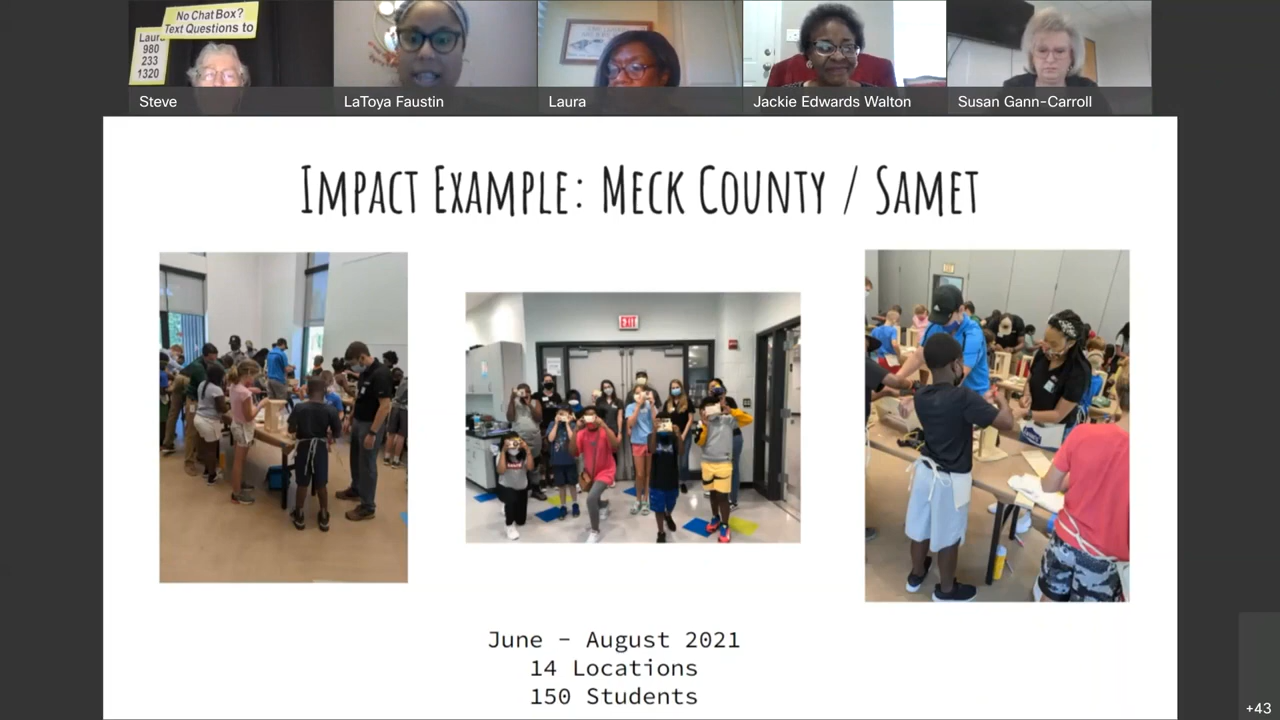 No Chat Box?
Text Questions to
Laura
980
233
1320
Steve
LaToya Faustin
Laura
Jackie Edwards Walton
Susan Gann-Carroll
Impact Example: Meck County / Samet
EXIT
June - August 2021
14 Locations
150 Students
+43